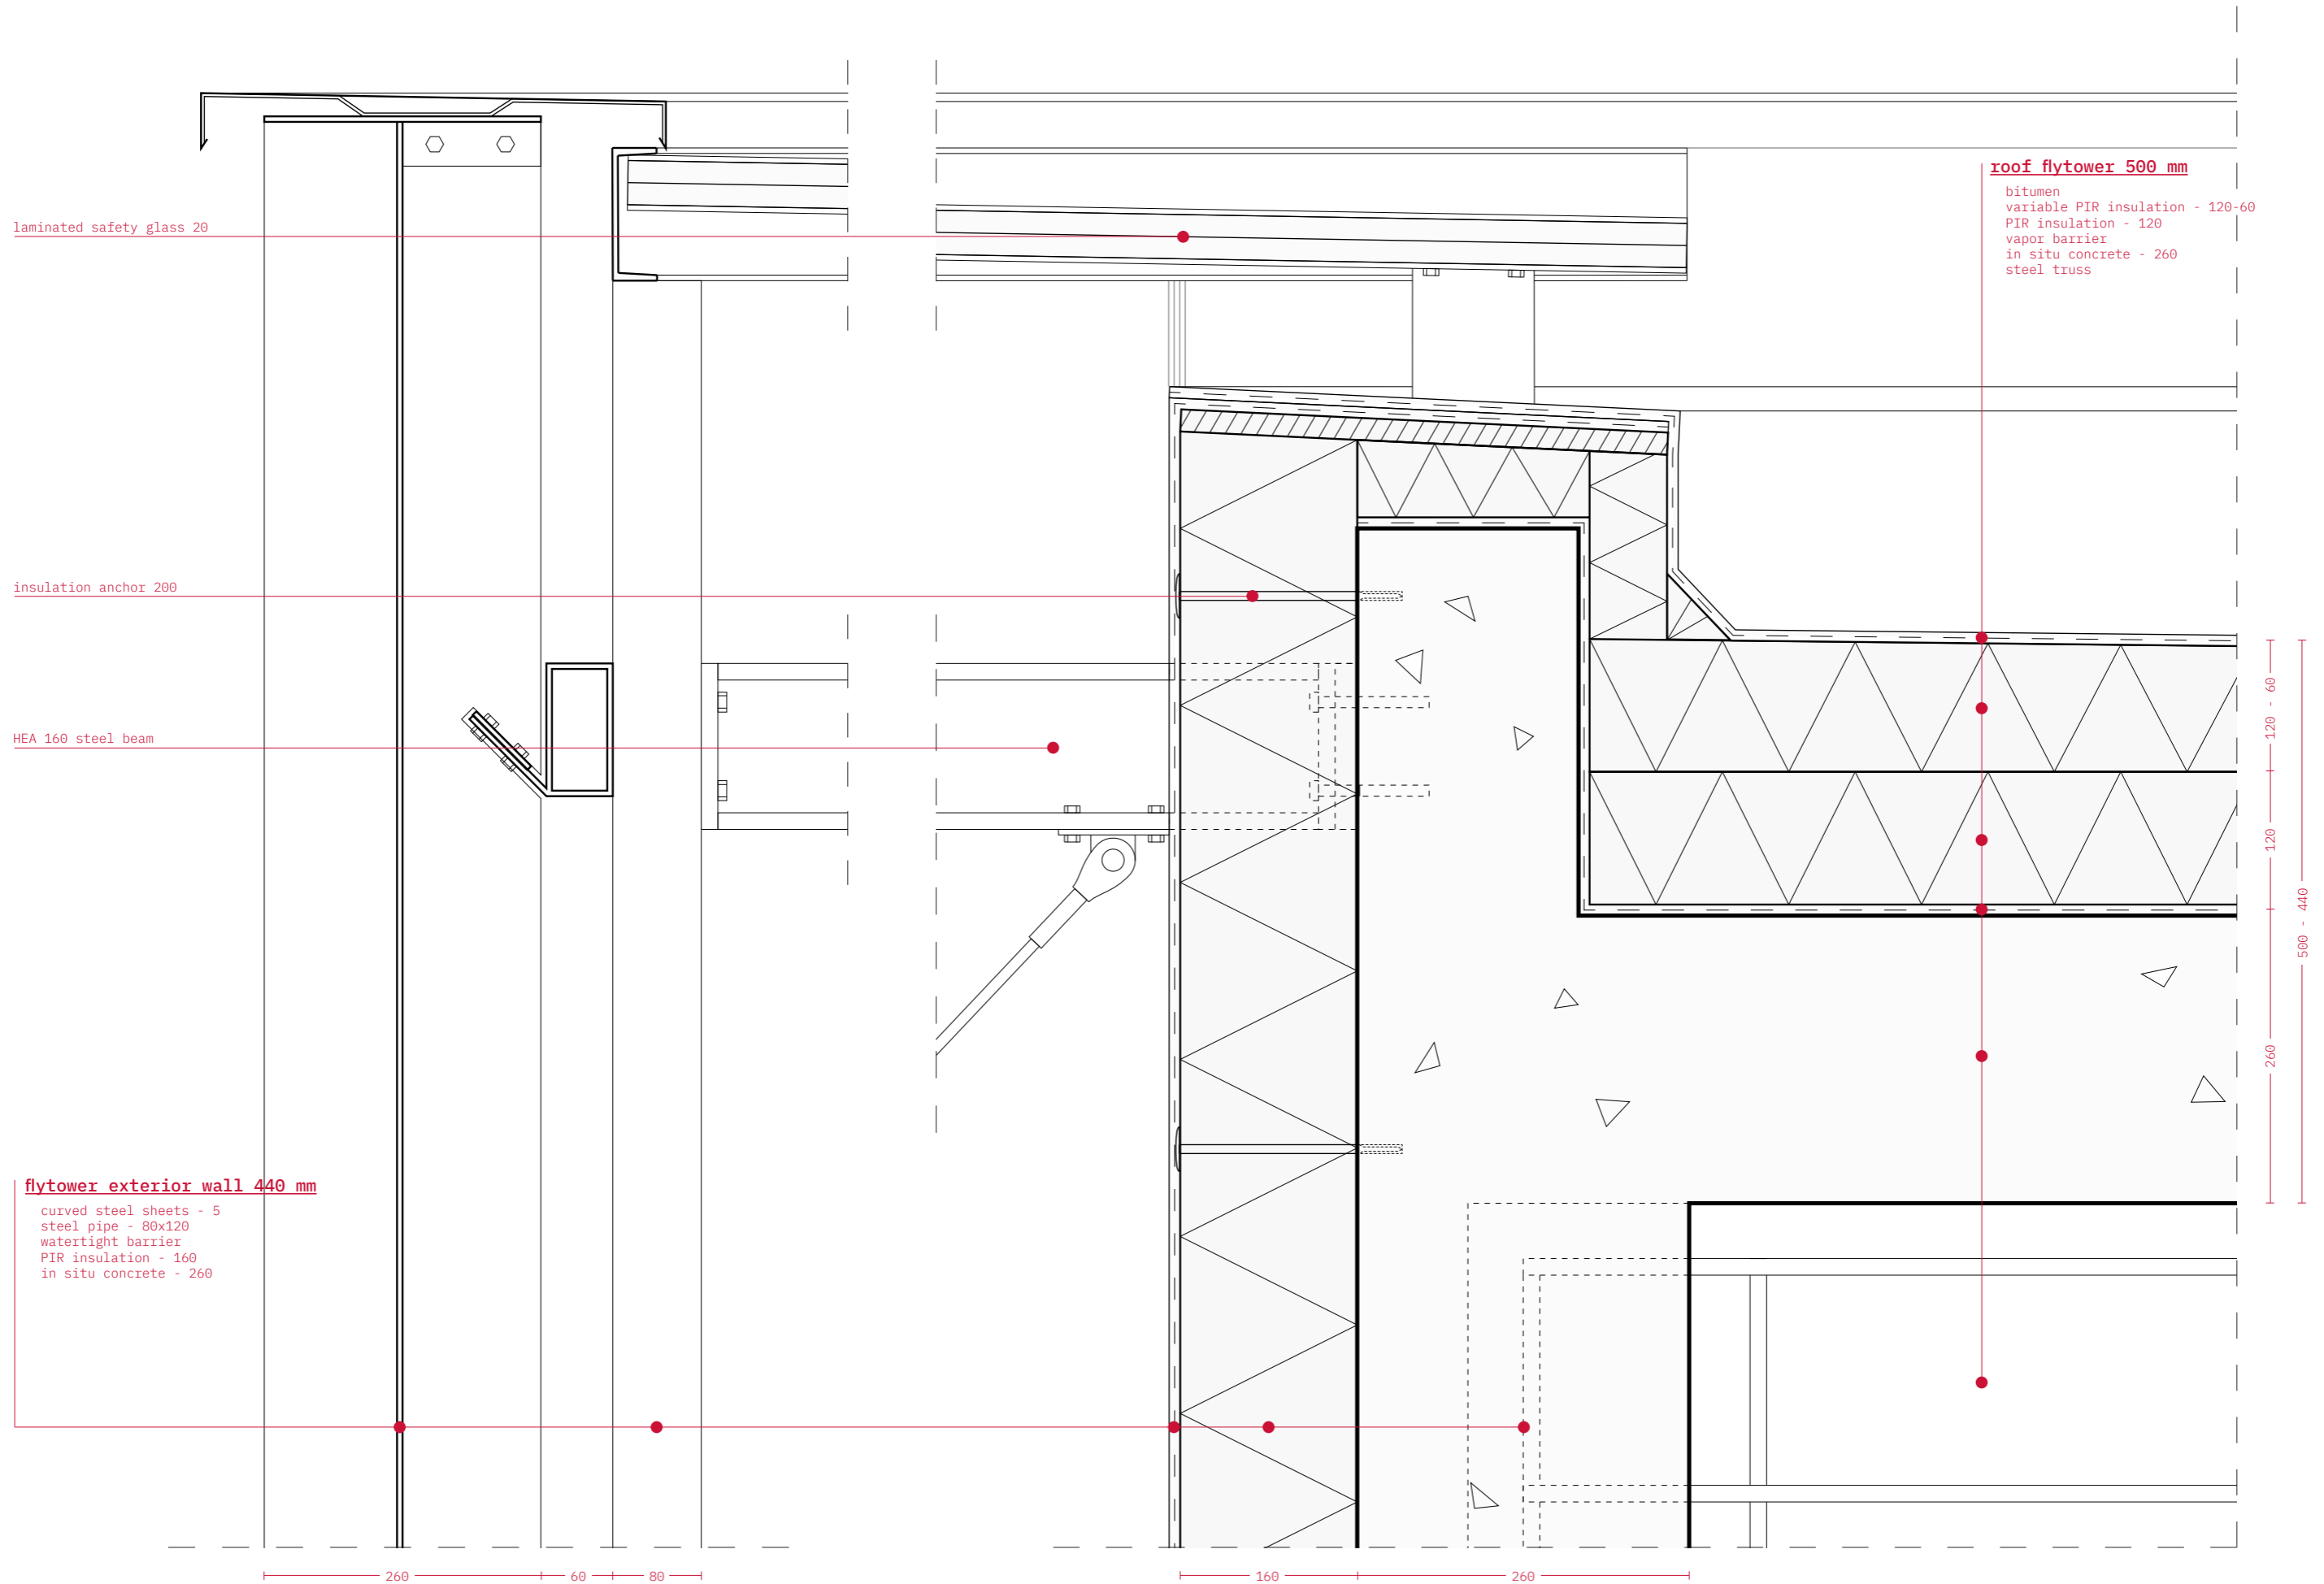 roof flytower 500 mm
bitumen
variable PIR insulation - 120-60
PIR insulation - 120
vapor barrier
in situ concrete - 260
steel truss
laminated safety glass 20
insulation anchor 200
HEA 160 steel beam
120 - 60
120
260
500 - 440
flytower exterior wall 440 mm
curved steel sheets - 5
steel pipe - 80x120
watertight barrier
PIR insulation - 160
in situ concrete - 260
260
60
80
160
260